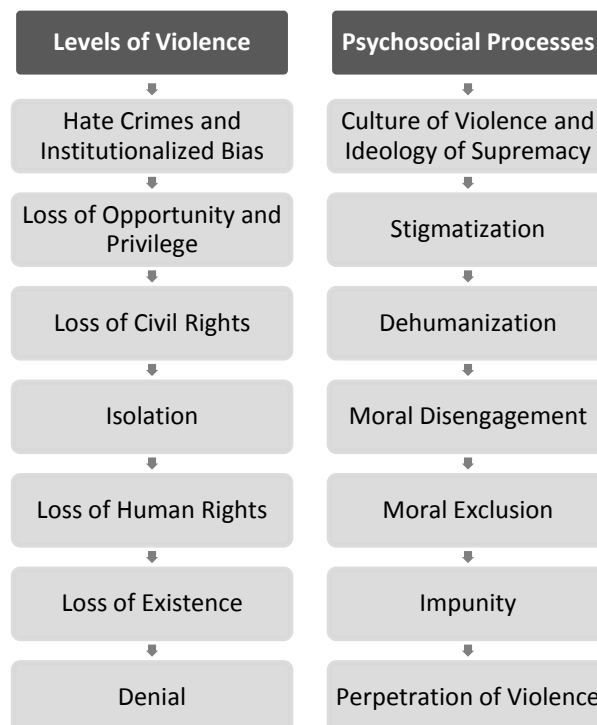 Levels of Violence
Hate Crimes and
Institutionalized Bias
Loss of Opportunity and
Privilege
Loss of Civil Rights
Isolation
Loss of Human Rights
Loss of Existence
Denial
Psychosocial Processes
Culture of Violence and
Ideology of Supremacy
Stigmatization
Dehumanization
Moral Disengagement
Moral Exclusion
Impunity
Perpetration of Violence